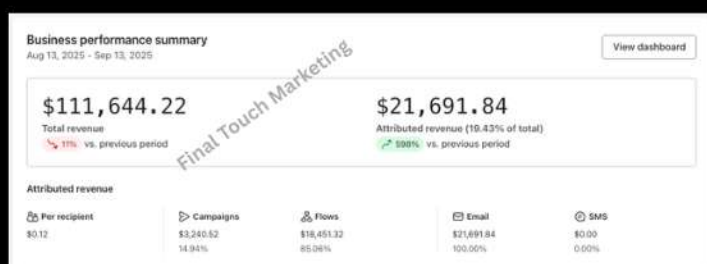 Business performance summary
Aug 13, 2025 - Sep 13, 2025
View dashboard
$111,644.22
Total revenue
11% vs. previous period
$21,691.84
Attributed revenue (19.43% of total)
598% vs. previous period
Final Touch Marketing
Attributed revenue
Per recipient
$0.12
Campaigns
$3,240.52
14.94%
Flows
$18,451.32
85.06%
Email
$21,691.84
100.00%
SMS
$0.00
0.00%